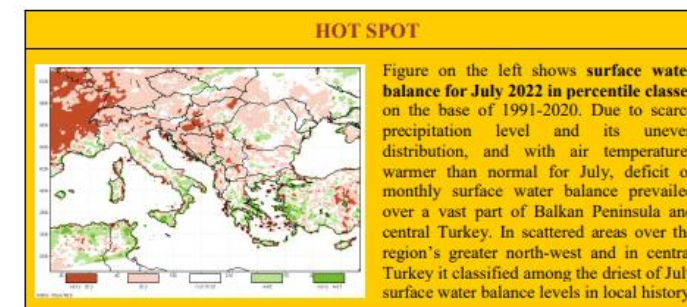 HOT SPOT
Figure on the left shows surface wate
balance for July 2022 in percentile classe
on the base of 1991-2020. Due to scarc
precipitation level and its uneve
distribution, and with air temperature
warmer than normal for July, deficit o
monthly surface water balance prevaile
over a vast part of Balkan Peninsula an
central Turkey. In scattered areas over th
region's greater north-west and in centra
Turkey it classified among the driest of Jul
surface water balance levels in local history